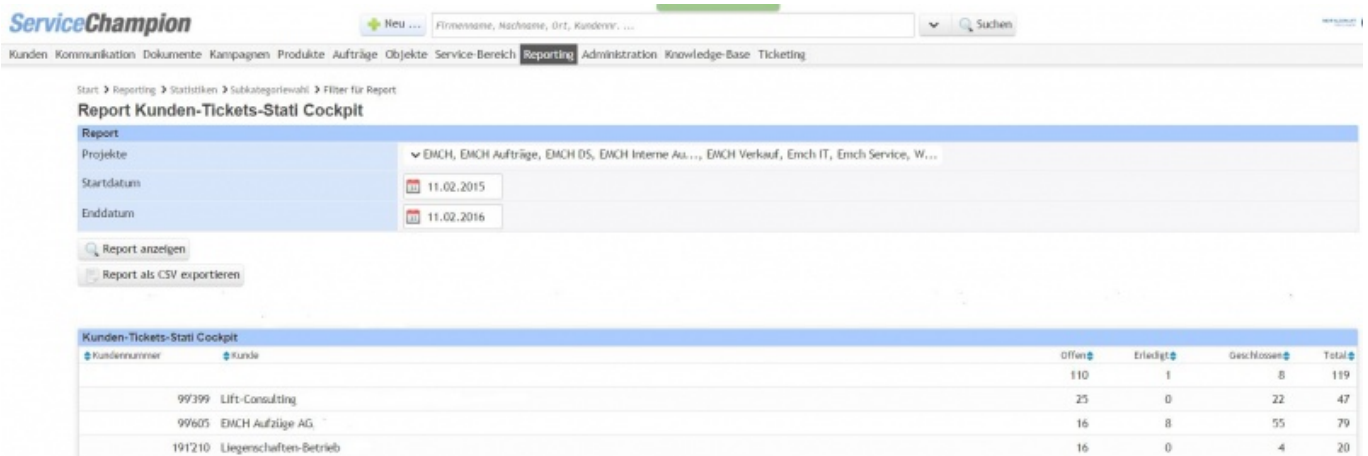 ServiceChampion
Neu ... Firmenname, Nachname, Ort, Kundennr. ... Suchen
Kunden Kommunikation Dokumente Kampagnen Produkte Aufträge Objekte Service-Bereich Reporting Administration Knowledge-Base Ticketing
Start > Reporting > Statistiken > Subkategoriewahl > Filter für Report
Report Kunden-Tickets-Stati Cockpit
Report
Projekte EMCH, EMCH Aufträge, EMCH DS, EMCH Interne Au..., EMCH Verkauf, Emch IT, Emch Service, W...
Startdatum 11.02.2015
Enddatum 11.02.2016
Report anzeigen
Report als CSV exportieren
Kunden-Tickets-Stati Cockpit
Kundennummer Kunde Offen Erledigt Geschlossen Total
110 1 8 119
99'399 Lift-Consulting 25 0 22 47
99'605 EMCH Aufzüge AG 16 8 55 79
191'210 Liegenschaften-Betrieb 16 0 4 20